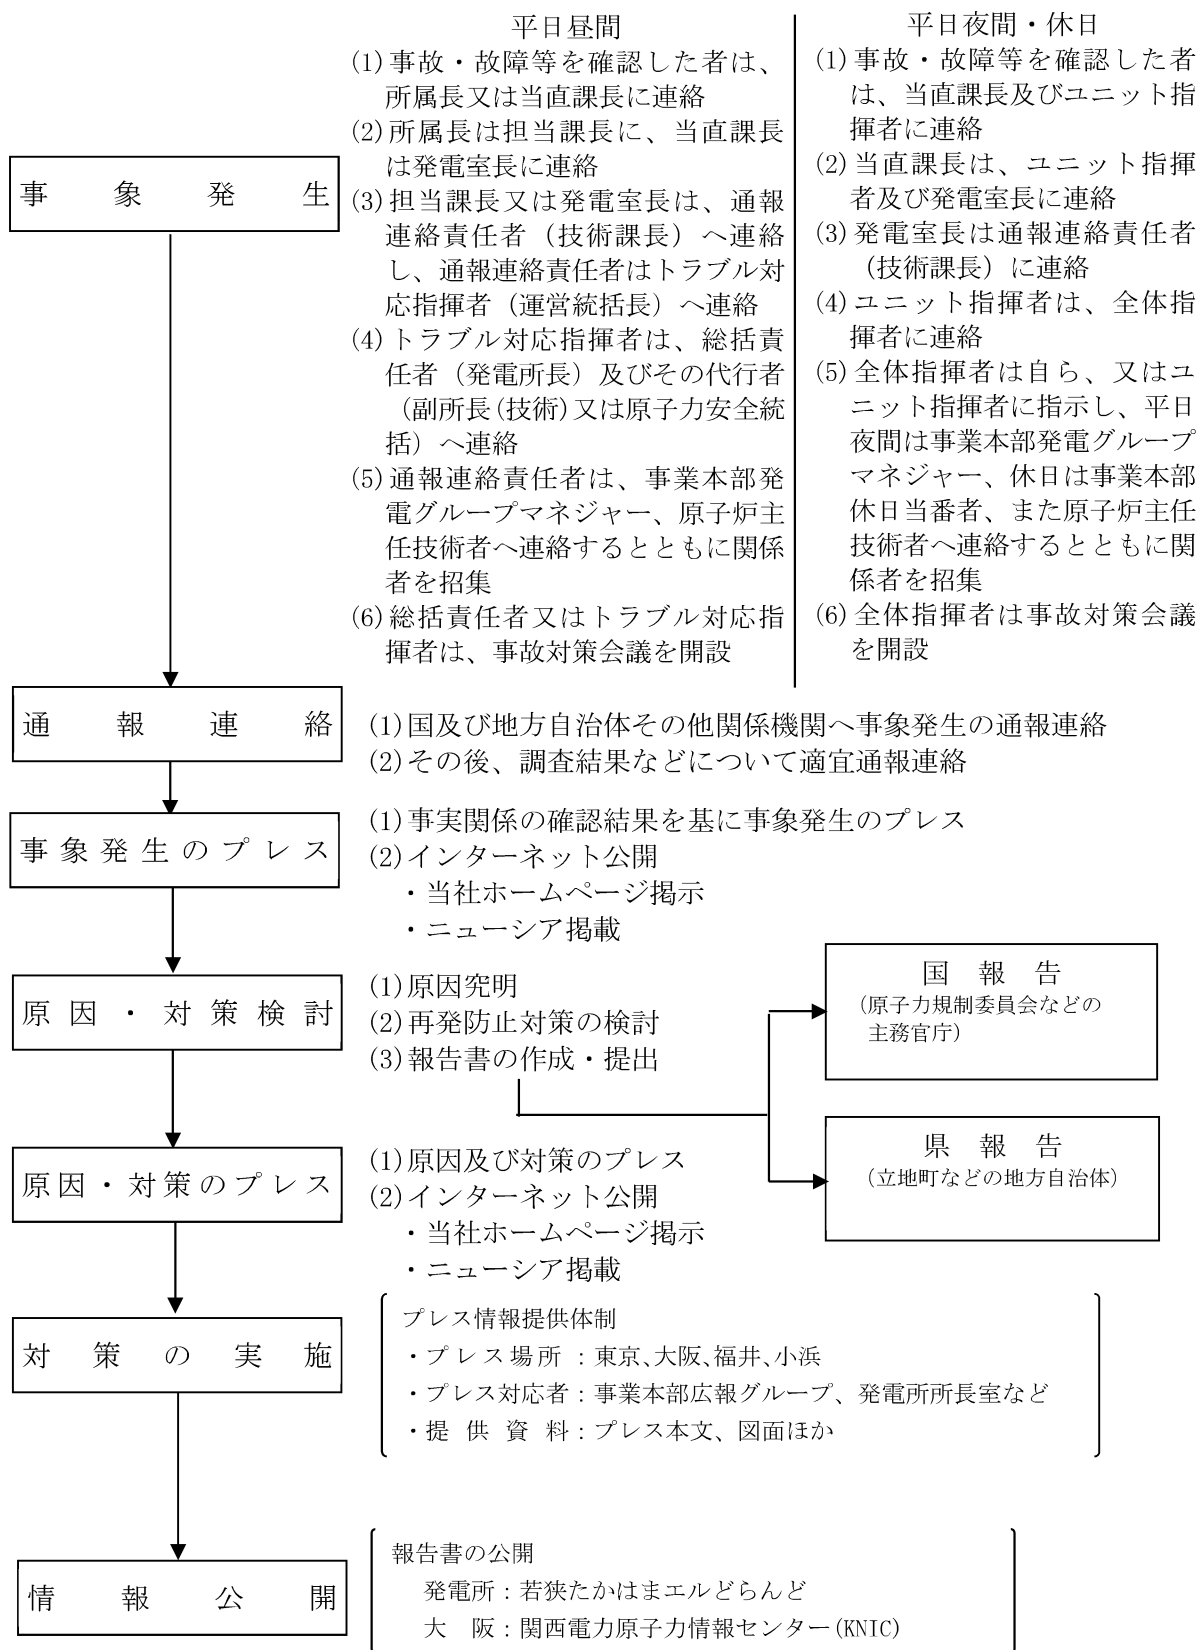 事象発生
平日昼間
(1)事故・故障等を確認した者は、
所属長又は当直課長に連絡
(2)所属長は担当課長に、当直課長
は発電室長に連絡
(3)担当課長又は発電室長は、通報
連絡責任者（技術課長）へ連絡
し、通報連絡責任者はトラブル対
応指揮者（運営統括長）へ連絡
(4)トラブル対応指揮者は、総括責
任者（発電所長）及びその代行者
（副所長(技術)又は原子力安全統
括）へ連絡
(5)通報連絡責任者は、事業本部発
電グループマネジャー、原子炉主
任技術者へ連絡するとともに関係
者を招集
(6)総括責任者又はトラブル対応指
揮者は、事故対策会議を開設
平日夜間・休日
(1)事故・故障等を確認した者
は、当直課長及びユニット指
揮者に連絡
(2)当直課長は、ユニット指揮
者及び発電室長に連絡
(3)発電室長は通報連絡責任者
（技術課長）に連絡
(4)ユニット指揮者は、全体指
揮者に連絡
(5)全体指揮者は自ら、又はユ
ニット指揮者に指示し、平日
夜間は事業本部発電グループ
マネジャー、休日は事業本部
休日当番者、また原子炉主任
技術者へ連絡するとともに関
係者を招集
(6)全体指揮者は事故対策会議
を開設
通報連絡
(1)国及び地方自治体その他関係機関へ事象発生の通報連絡
(2)その後、調査結果などについて適宜通報連絡
事象発生のプレス
(1)事実関係の確認結果を基に事象発生のプレス
(2)インターネット公開
・当社ホームページ掲示
・ニューシア掲載
原因・対策検討
(1)原因究明
(2)再発防止対策の検討
(3)報告書の作成・提出
国報告
（原子力規制委員会などの
主務官庁）
県報告
（立地町などの地方自治体）
原因・対策のプレス
(1)原因及び対策のプレス
(2)インターネット公開
・当社ホームページ掲示
・ニューシア掲載
対策の実施
プレス情報提供体制
・プレス場所：東京、大阪、福井、小浜
・プレス対応者：事業本部広報グループ、発電所所長室など
・提供資料：プレス本文、図面ほか
情報公開
報告書の公開
発電所：若狭たかはまエルどらんど
大　阪：関西電力原子力情報センター(KNIC)